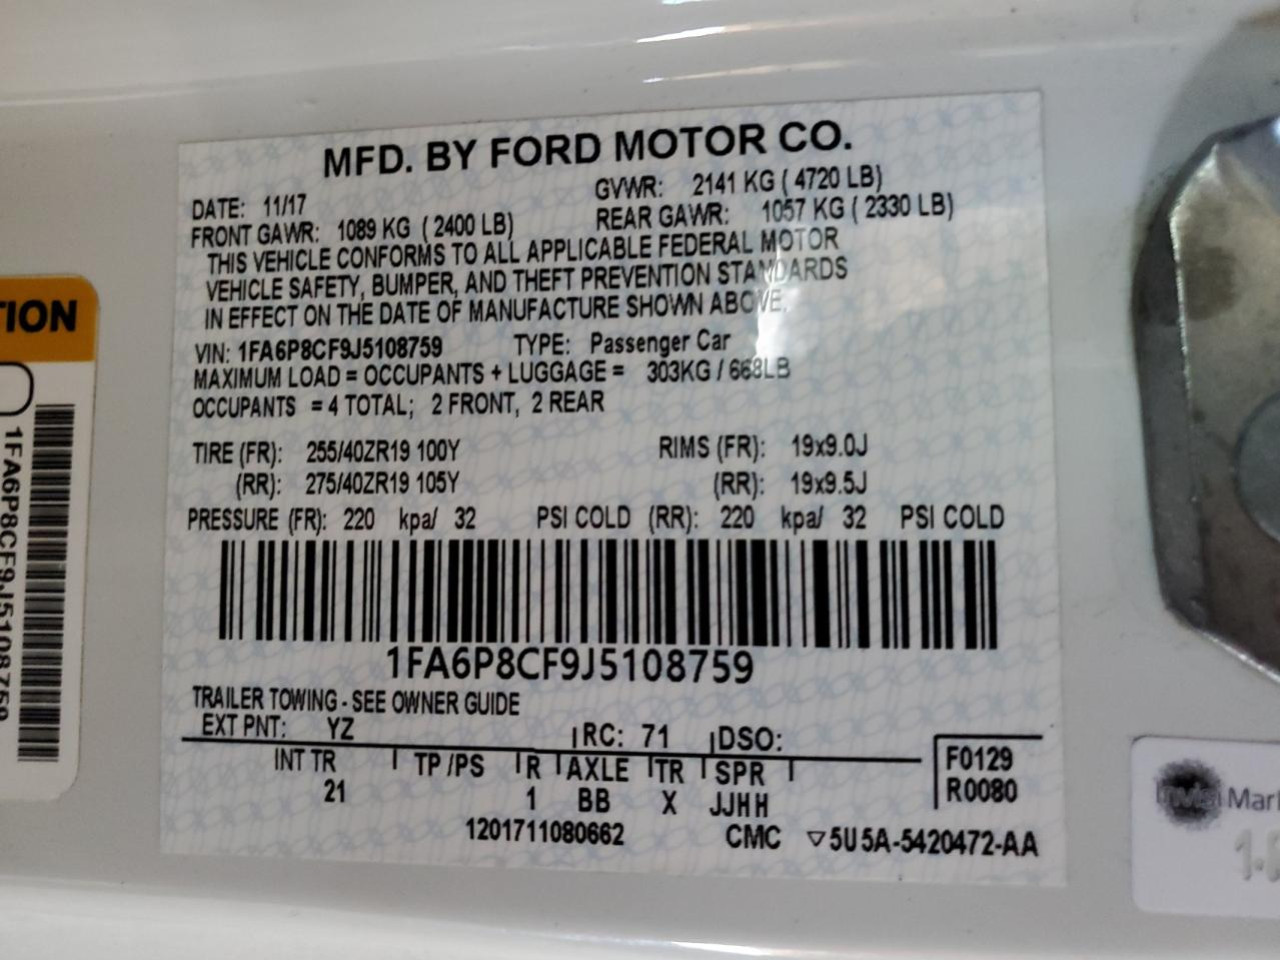 MFD. BY FORD MOTOR CO.
DATE: 11/17 GVWR: 2141 KG ( 4720 LB)
FRONT GAWR: 1089 KG ( 2400 LB) REAR GAWR: 1057 KG ( 2330 LB)
THIS VEHICLE CONFORMS TO ALL APPLICABLE FEDERAL MOTOR
VEHICLE SAFETY, BUMPER, AND THEFT PREVENTION STANDARDS
IN EFFECT ON THE DATE OF MANUFACTURE SHOWN ABOVE.
VIN: 1FA6P8CF9J5108759 TYPE: Passenger Car
MAXIMUM LOAD = OCCUPANTS + LUGGAGE = 303KG / 668LB
OCCUPANTS = 4 TOTAL; 2 FRONT, 2 REAR
TIRE (FR): 255/40ZR19 100Y RIMS (FR): 19x9.0J
(RR): 275/40ZR19 105Y (RR): 19x9.5J
PRESSURE (FR): 220 kpa/ 32 PSI COLD (RR): 220 kpa/ 32 PSI COLD
1FA6P8CF9J5108759
TRAILER TOWING - SEE OWNER GUIDE
EXT PNT: YZ RC: 71 DSO:
INT TR TP /PS R AXLE TR SPR F0129
21 1 BB X JJHH R0080
1201711080662 CMC ▽5U5A-5420472-AA
TION
1FA6P8CF9J5108759
Mark